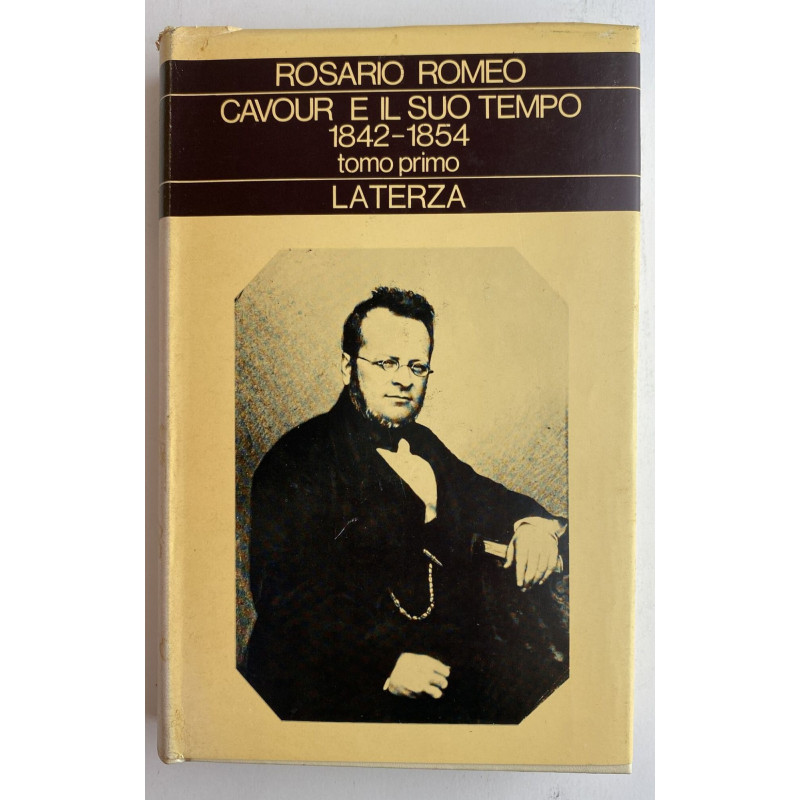 ROSARIO ROMEO
CAVOUR E IL SUO TEMPO
1842-1854
tomo primo
LATERZA